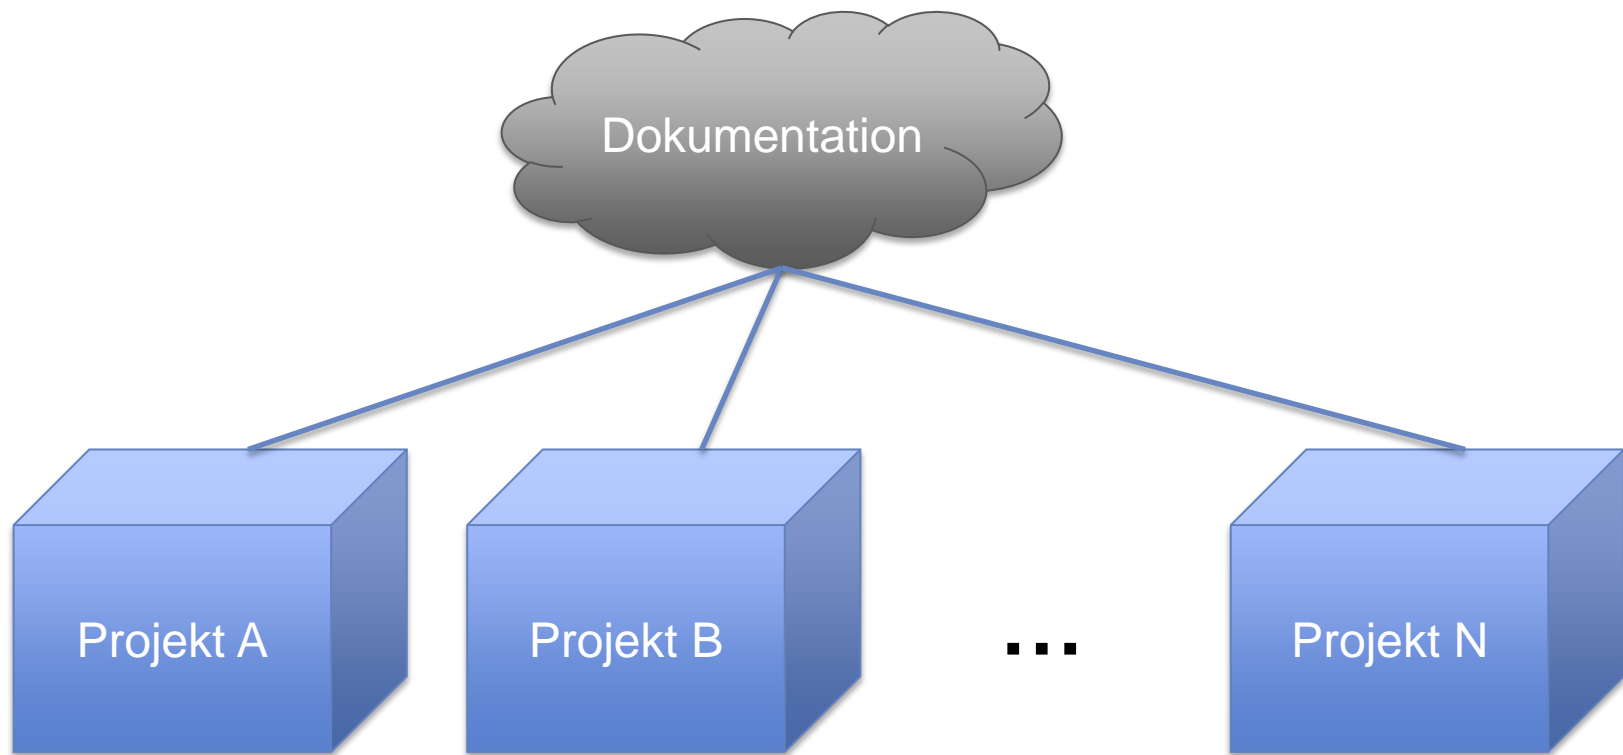 Dokumentation
Projekt A
Projekt B
...
Projekt N